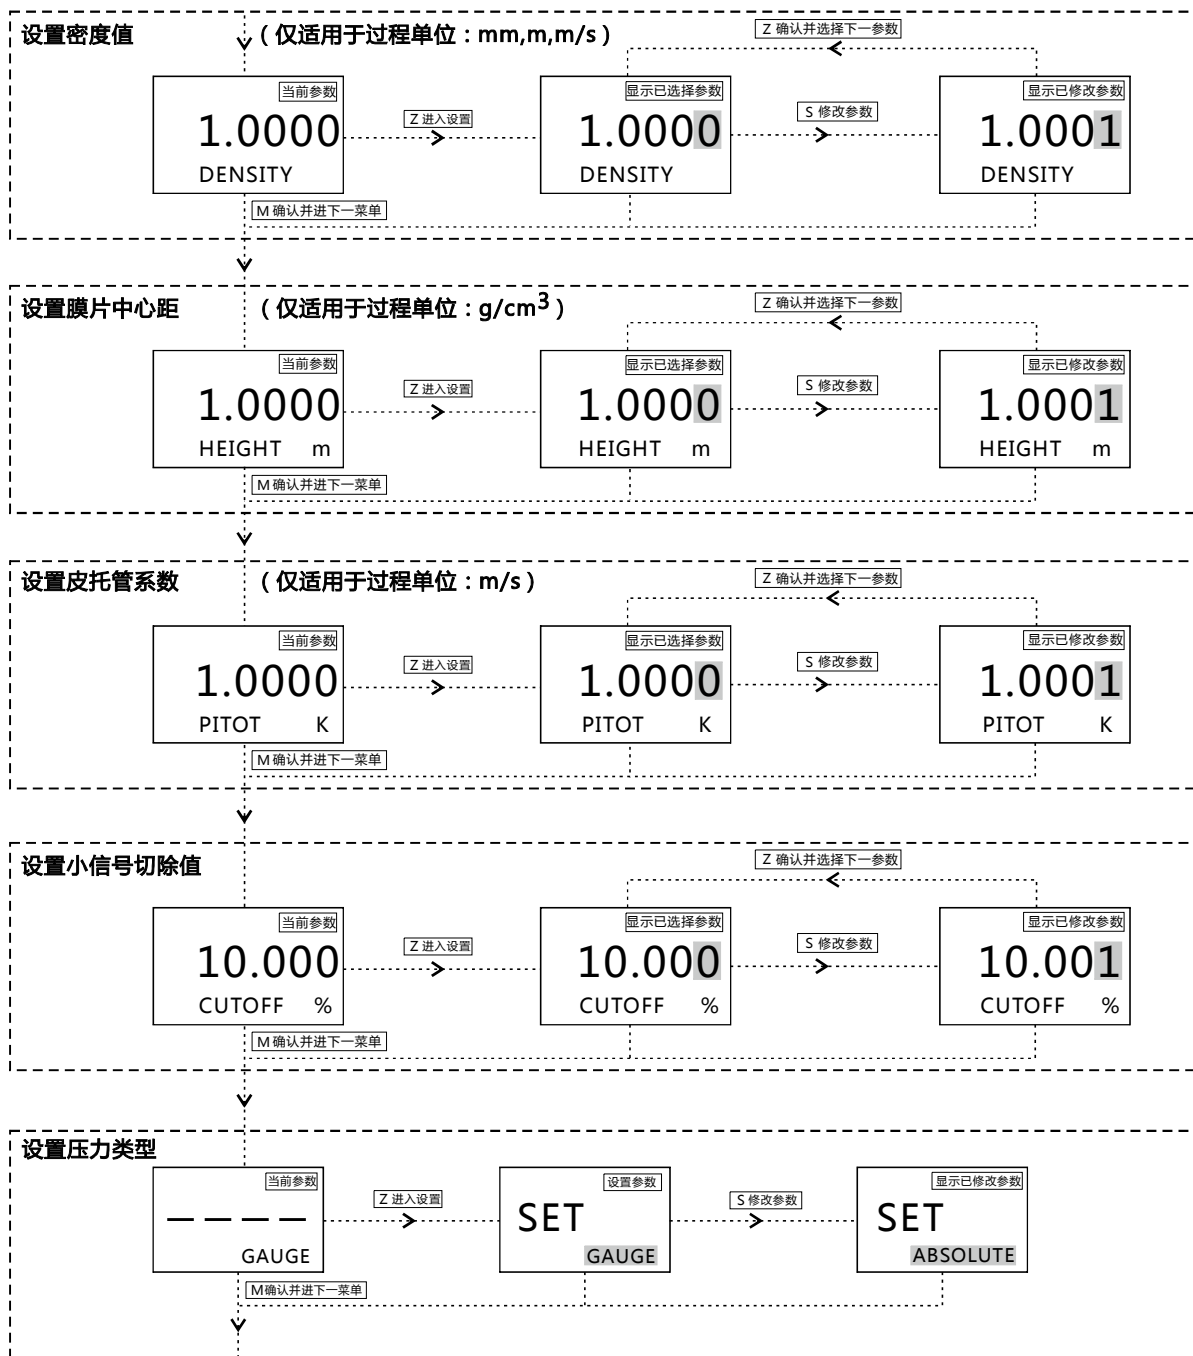 设置密度值 (仅适用于过程单位：mm,m,m/s)
Z 确认并选择下一参数
当前参数 显示已选择参数 显示已修改参数
1.0000 Z 进入设置 1.0000 S 修改参数 1.0001
DENSITY DENSITY DENSITY
M 确认并进下一菜单
设置膜片中心距 (仅适用于过程单位：g/cm³)
Z 确认并选择下一参数
当前参数 显示已选择参数 显示已修改参数
1.0000 Z 进入设置 1.0000 S 修改参数 1.0001
HEIGHT m HEIGHT m HEIGHT m
M 确认并进下一菜单
设置皮托管系数 (仅适用于过程单位：m/s)
Z 确认并选择下一参数
当前参数 显示已选择参数 显示已修改参数
1.0000 Z 进入设置 1.0000 S 修改参数 1.0001
PITOT K PITOT K PITOT K
M 确认并进下一菜单
设置小信号切除值
Z 确认并选择下一参数
当前参数 显示已选择参数 显示已修改参数
10.000 Z 进入设置 10.000 S 修改参数 10.001
CUTOFF % CUTOFF % CUTOFF %
M 确认并进下一菜单
设置压力类型
当前参数 设置参数 显示已修改参数
— — — — Z 进入设置 SET S 修改参数 SET
GAUGE GAUGE ABSOLUTE
M确认并进下一菜单